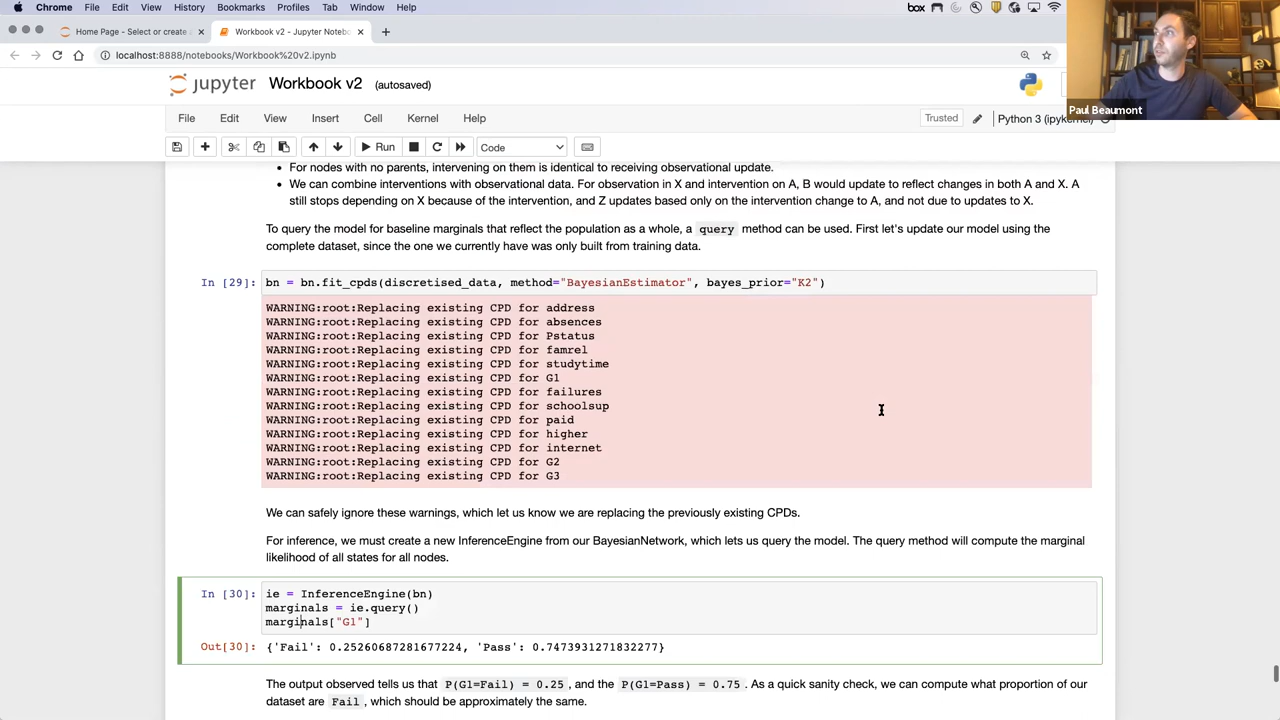 Chrome File Edit View History Bookmarks Profiles Tab Window Help
box
Home Page - Select or create a
Workbook v2 - Jupyter Notebo
localhost:8888/notebooks/Workbook%20v2.ipynb
Paul Beaumont
jupyter Workbook v2 (autosaved)
File Edit View Insert Cell Kernel Help
Trusted Python 3 (ipykernel)
Run Code
For nodes with no parents, intervening on them is identical to receiving observational update.
We can combine interventions with observational data. For observation in X and intervention on A, B would update to reflect changes in both A and X. A
still stops depending on X because of the intervention, and Z updates based only on the intervention change to A, and not due to updates to X.
To query the model for baseline marginals that reflect the population as a whole, a query method can be used. First let's update our model using the
complete dataset, since the one we currently have was only built from training data.
In [29]: bn = bn.fit_cpds(discretised_data, method="BayesianEstimator", bayes_prior="K2")
WARNING:root:Replacing existing CPD for address
WARNING:root:Replacing existing CPD for absences
WARNING:root:Replacing existing CPD for Pstatus
WARNING:root:Replacing existing CPD for famrel
WARNING:root:Replacing existing CPD for studytime
WARNING:root:Replacing existing CPD for G1
WARNING:root:Replacing existing CPD for failures
WARNING:root:Replacing existing CPD for schoolsup
WARNING:root:Replacing existing CPD for paid
WARNING:root:Replacing existing CPD for higher
WARNING:root:Replacing existing CPD for internet
WARNING:root:Replacing existing CPD for G2
WARNING:root:Replacing existing CPD for G3
We can safely ignore these warnings, which let us know we are replacing the previously existing CPDs.
For inference, we must create a new InferenceEngine from our BayesianNetwork, which lets us query the model. The query method will compute the marginal
likelihood of all states for all nodes.
In [30]: ie = InferenceEngine(bn)
marginals = ie.query()
marginals["G1"]
Out[30]: {'Fail': 0.25260687281677224, 'Pass': 0.7473931271832277}
The output observed tells us that P(G1=Fail) = 0.25, and the P(G1=Pass) = 0.75. As a quick sanity check, we can compute what proportion of our
dataset are Fail, which should be approximately the same.